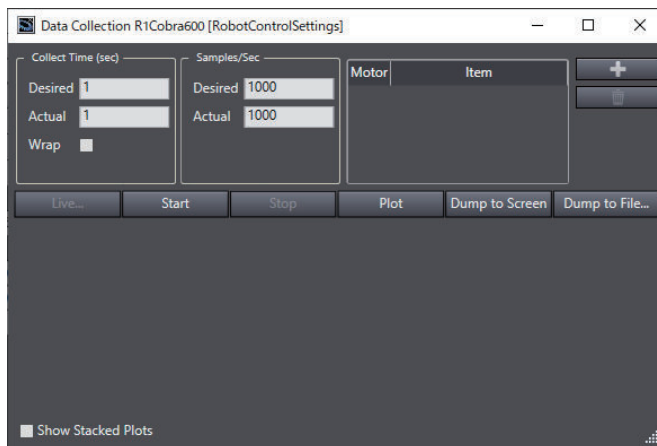 Data Collection R1Cobra600 [RobotControlSettings]
Collect Time (sec)
Desired 1
Actual 1
Wrap
Samples/Sec
Desired 1000
Actual 1000
Motor Item
Live... Start Stop Plot Dump to Screen Dump to File...
Show Stacked Plots